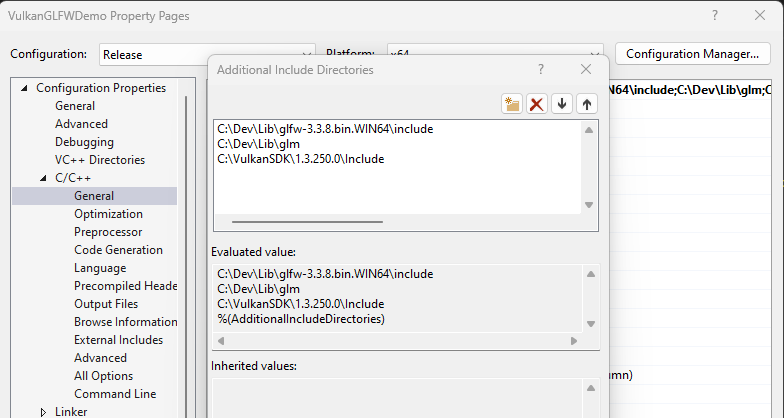 VulkanGLFWDemo Property Pages
Configuration: Release
Platform: x64
Configuration Manager...
Configuration Properties
General
Advanced
Debugging
VC++ Directories
C/C++
General
Optimization
Preprocessor
Code Generation
Language
Precompiled Heade
Output Files
Browse Information
External Includes
Advanced
All Options
Command Line
Linker
Additional Include Directories
C:\Dev\Lib\glfw-3.3.8.bin.WIN64\include
C:\Dev\Lib\glm
C:\VulkanSDK\1.3.250.0\Include
Evaluated value:
C:\Dev\Lib\glfw-3.3.8.bin.WIN64\include
C:\Dev\Lib\glm
C:\VulkanSDK\1.3.250.0\Include
%(AdditionalIncludeDirectories)
Inherited values:
N64\include;C:\Dev\Lib\glm;C
umn)